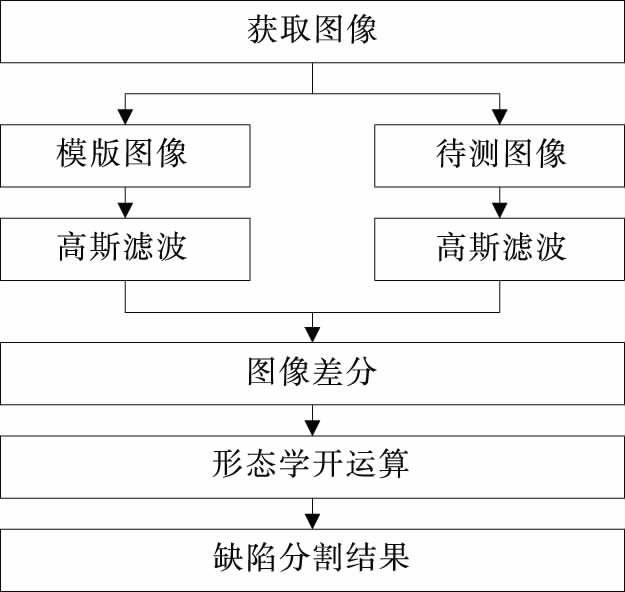 获取图像
模版图像
待测图像
高斯滤波
高斯滤波
图像差分
形态学开运算
缺陷分割结果